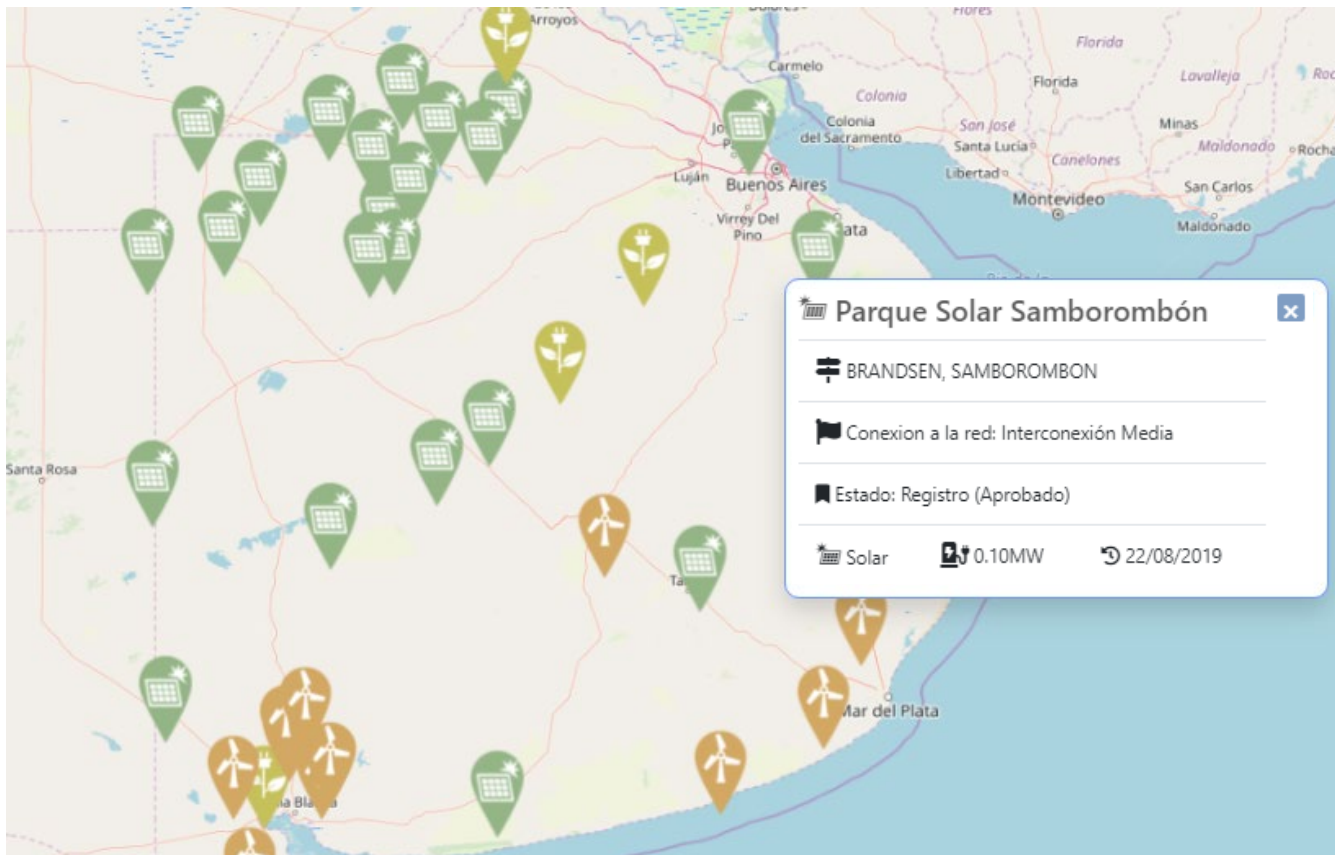 Arroyos
Flores
Carmelo
Florida
Florida
Lavalleja
Colonia
Colonia
del Sacramento
San José
Santa Lucía
Minas
Maldonado
Rocha
Canelones
Libertad
Luján
Buenos Aires
San Carlos
Montevideo
Maldonado
Virrey Del
Pino
Parque Solar Samborombón
BRANDSEN, SAMBOROMBON
Conexion a la red: Interconexión Media
Santa Rosa
Estado: Registro (Aprobado)
Solar
0.10MW
22/08/2019
Mar del Plata